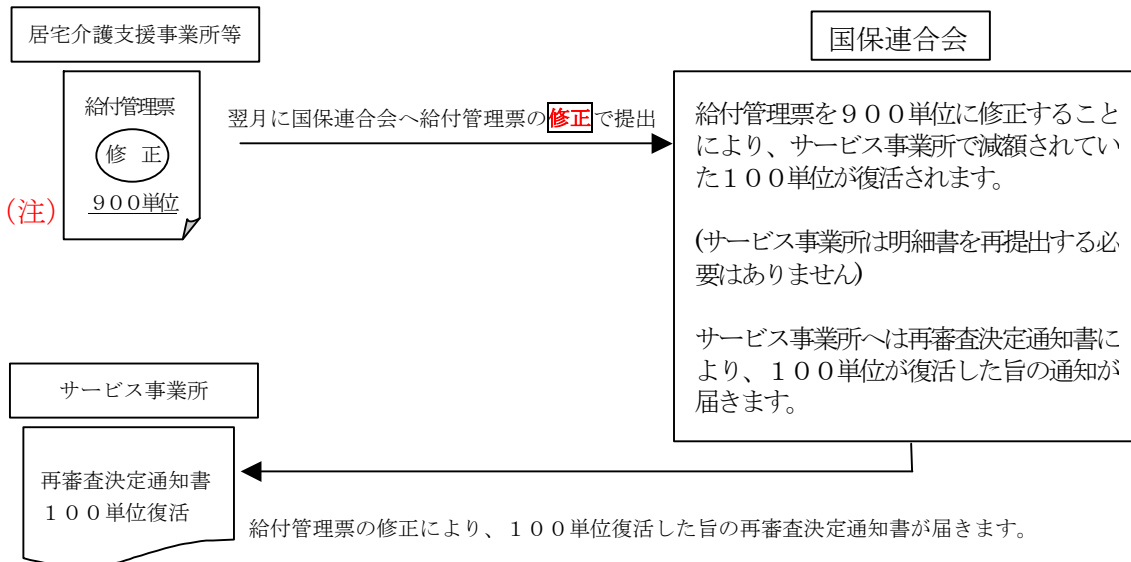 居宅介護支援事業所等
国保連合会
給付管理票
修 正
900単位
(注)
翌月に国保連合会へ給付管理票の修正で提出
給付管理票を900単位に修正すること
により、サービス事業所で減額されてい
た100単位が復活されます。
(サービス事業所は明細書を再提出する必
要はありません)
サービス事業所へは再審査決定通知書に
より、100単位が復活した旨の通知が
届きます。
サービス事業所
再審査決定通知書
100単位復活
給付管理票の修正により、100単位復活した旨の再審査決定通知書が届きます。